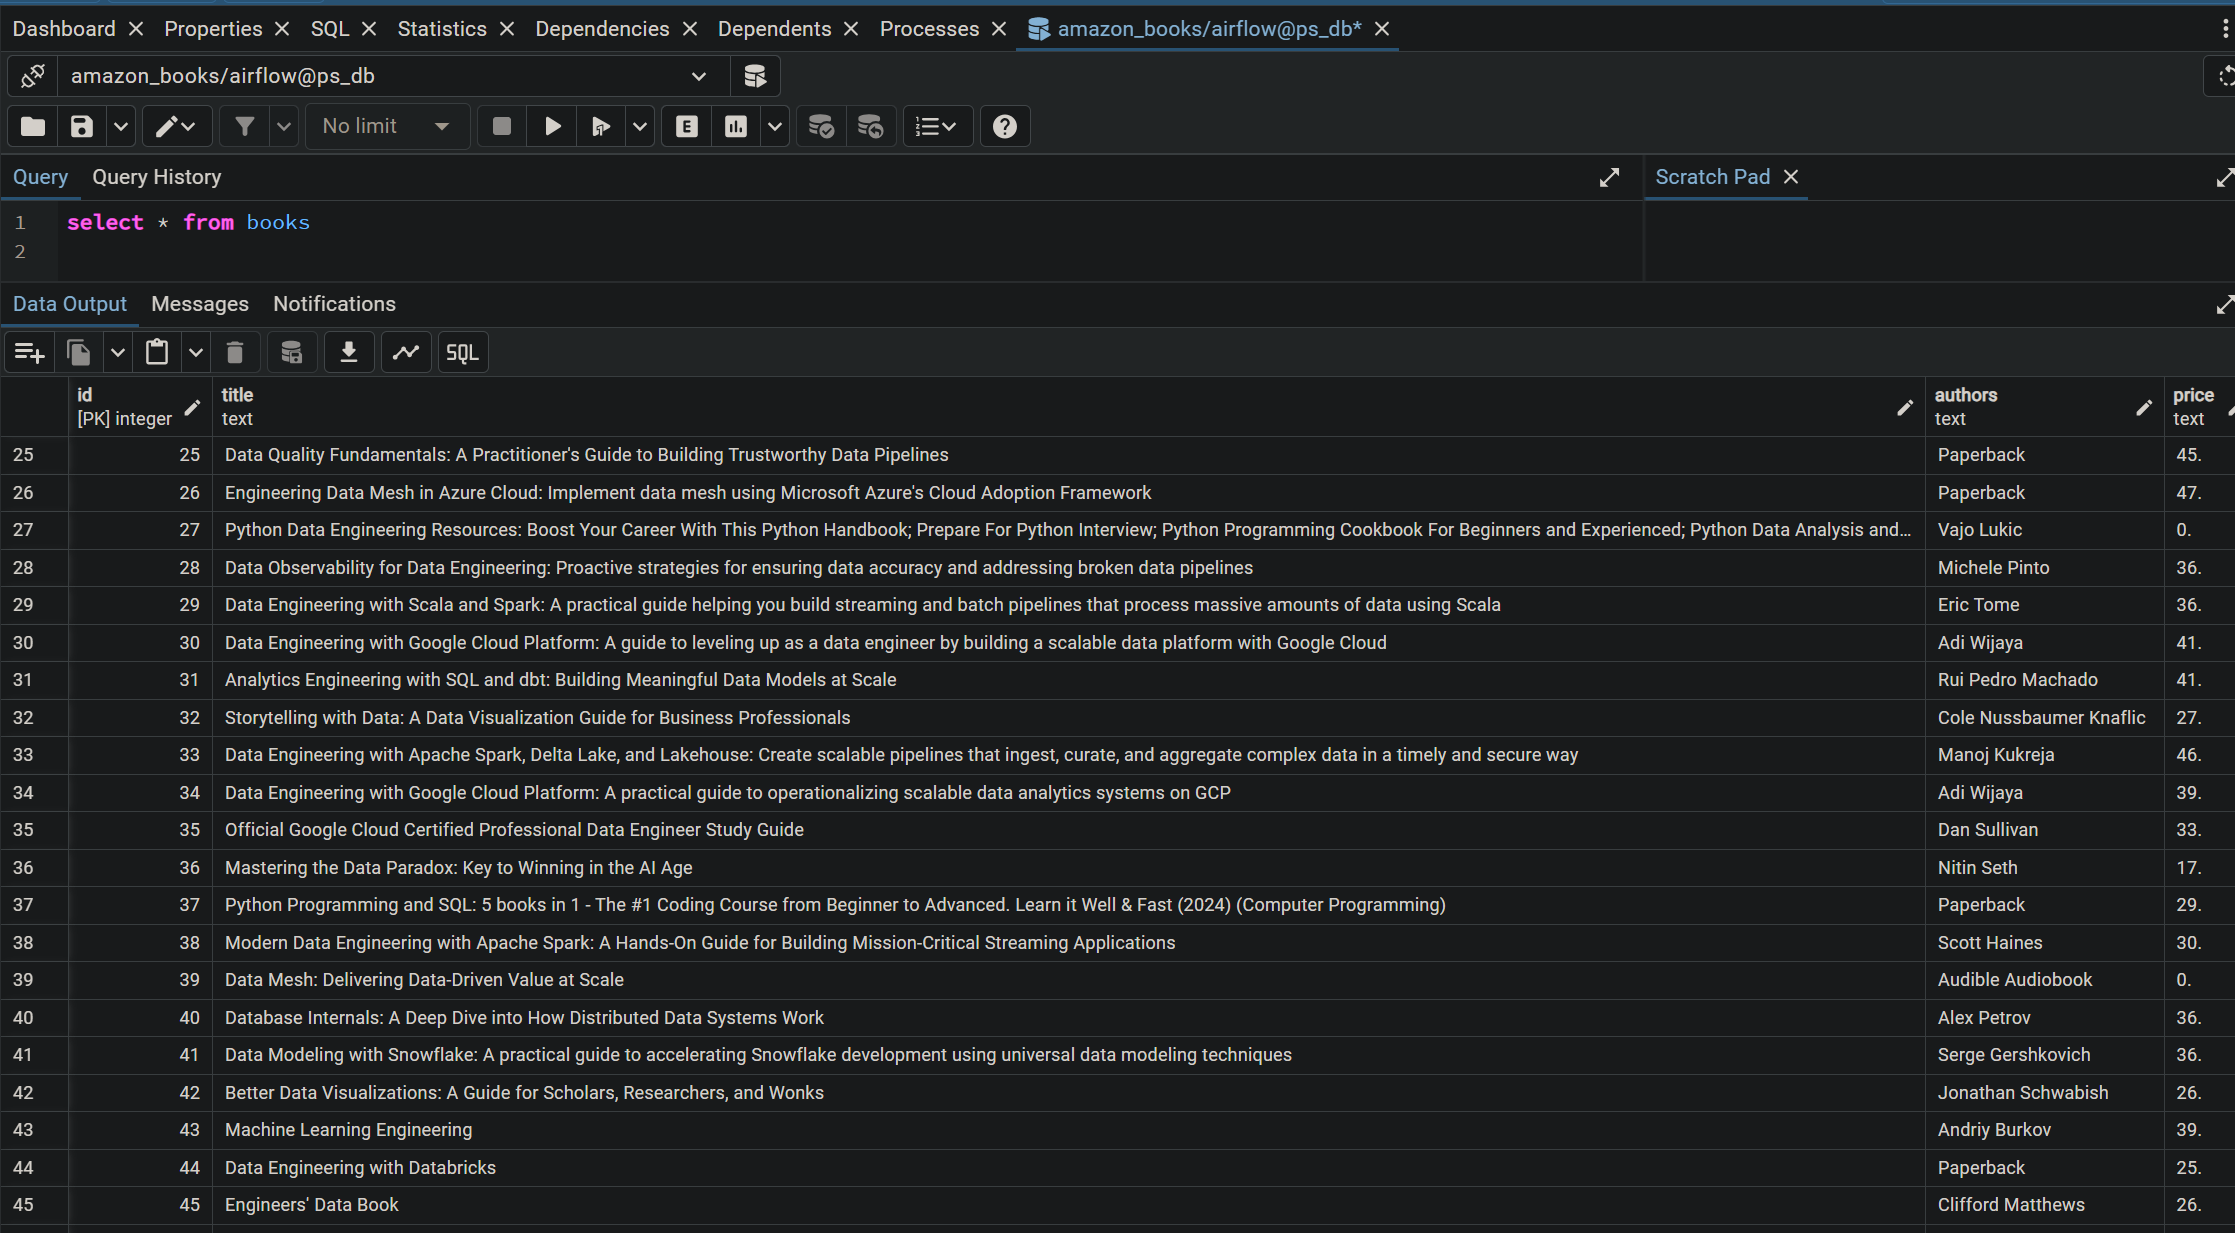 Dashboard Properties SQL Statistics Dependencies Dependents Processes amazon_books/airflow@ps_db*
amazon_books/airflow@ps_db
No limit E
Query Query History Scratch Pad
1 select * from books
2
Data Output Messages Notifications
SQL
id title authors price
[PK] integer text text text
25 25 Data Quality Fundamentals: A Practitioner's Guide to Building Trustworthy Data Pipelines Paperback 45.
26 26 Engineering Data Mesh in Azure Cloud: Implement data mesh using Microsoft Azure's Cloud Adoption Framework Paperback 47.
27 27 Python Data Engineering Resources: Boost Your Career With This Python Handbook; Prepare For Python Interview; Python Programming Cookbook For Beginners and Experienced; Python Data Analysis and... Vajo Lukic 0.
28 28 Data Observability for Data Engineering: Proactive strategies for ensuring data accuracy and addressing broken data pipelines Michele Pinto 36.
29 29 Data Engineering with Scala and Spark: A practical guide helping you build streaming and batch pipelines that process massive amounts of data using Scala Eric Tome 36.
30 30 Data Engineering with Google Cloud Platform: A guide to leveling up as a data engineer by building a scalable data platform with Google Cloud Adi Wijaya 41.
31 31 Analytics Engineering with SQL and dbt: Building Meaningful Data Models at Scale Rui Pedro Machado 41.
32 32 Storytelling with Data: A Data Visualization Guide for Business Professionals Cole Nussbaumer Knaflic 27.
33 33 Data Engineering with Apache Spark, Delta Lake, and Lakehouse: Create scalable pipelines that ingest, curate, and aggregate complex data in a timely and secure way Manoj Kukreja 46.
34 34 Data Engineering with Google Cloud Platform: A practical guide to operationalizing scalable data analytics systems on GCP Adi Wijaya 39.
35 35 Official Google Cloud Certified Professional Data Engineer Study Guide Dan Sullivan 33.
36 36 Mastering the Data Paradox: Key to Winning in the AI Age Nitin Seth 17.
37 37 Python Programming and SQL: 5 books in 1 - The #1 Coding Course from Beginner to Advanced. Learn it Well & Fast (2024) (Computer Programming) Paperback 29.
38 38 Modern Data Engineering with Apache Spark: A Hands-On Guide for Building Mission-Critical Streaming Applications Scott Haines 30.
39 39 Data Mesh: Delivering Data-Driven Value at Scale Audible Audiobook 0.
40 40 Database Internals: A Deep Dive into How Distributed Data Systems Work Alex Petrov 36.
41 41 Data Modeling with Snowflake: A practical guide to accelerating Snowflake development using universal data modeling techniques Serge Gershkovich 36.
42 42 Better Data Visualizations: A Guide for Scholars, Researchers, and Wonks Jonathan Schwabish 26.
43 43 Machine Learning Engineering Andriy Burkov 39.
44 44 Data Engineering with Databricks Paperback 25.
45 45 Engineers' Data Book Clifford Matthews 26.